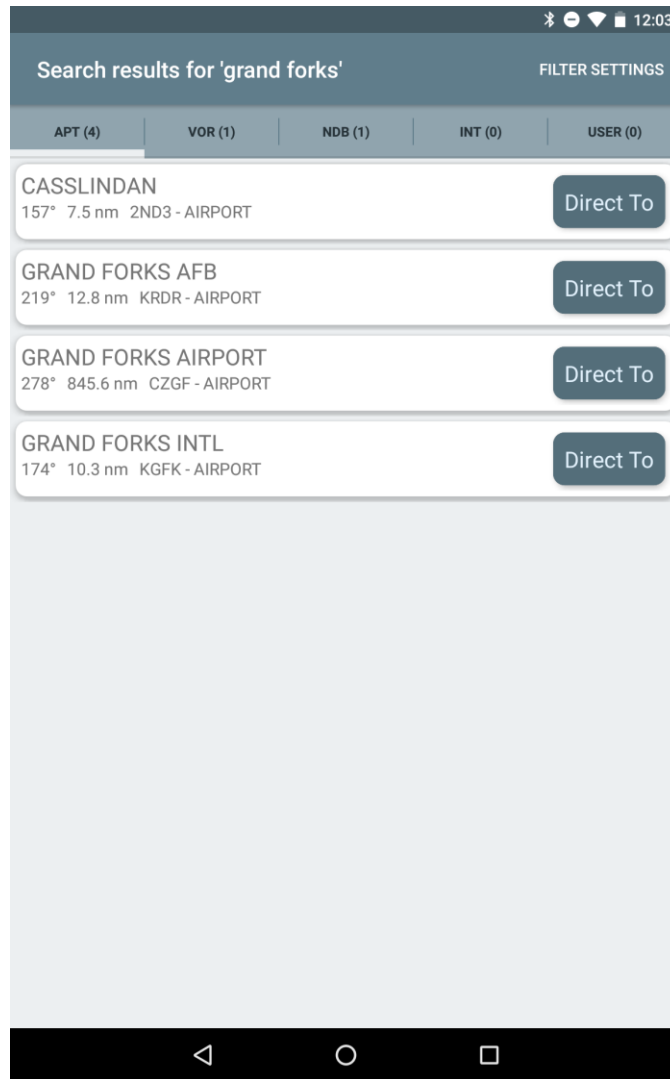 12:03
Search results for 'grand forks'
FILTER SETTINGS
APT (4) VOR (1) NDB (1) INT (0) USER (0)
CASSLINDAN
157° 7.5 nm 2ND3 - AIRPORT
Direct To
GRAND FORKS AFB
219° 12.8 nm KRDR - AIRPORT
Direct To
GRAND FORKS AIRPORT
278° 845.6 nm CZGF - AIRPORT
Direct To
GRAND FORKS INTL
174° 10.3 nm KGFK - AIRPORT
Direct To